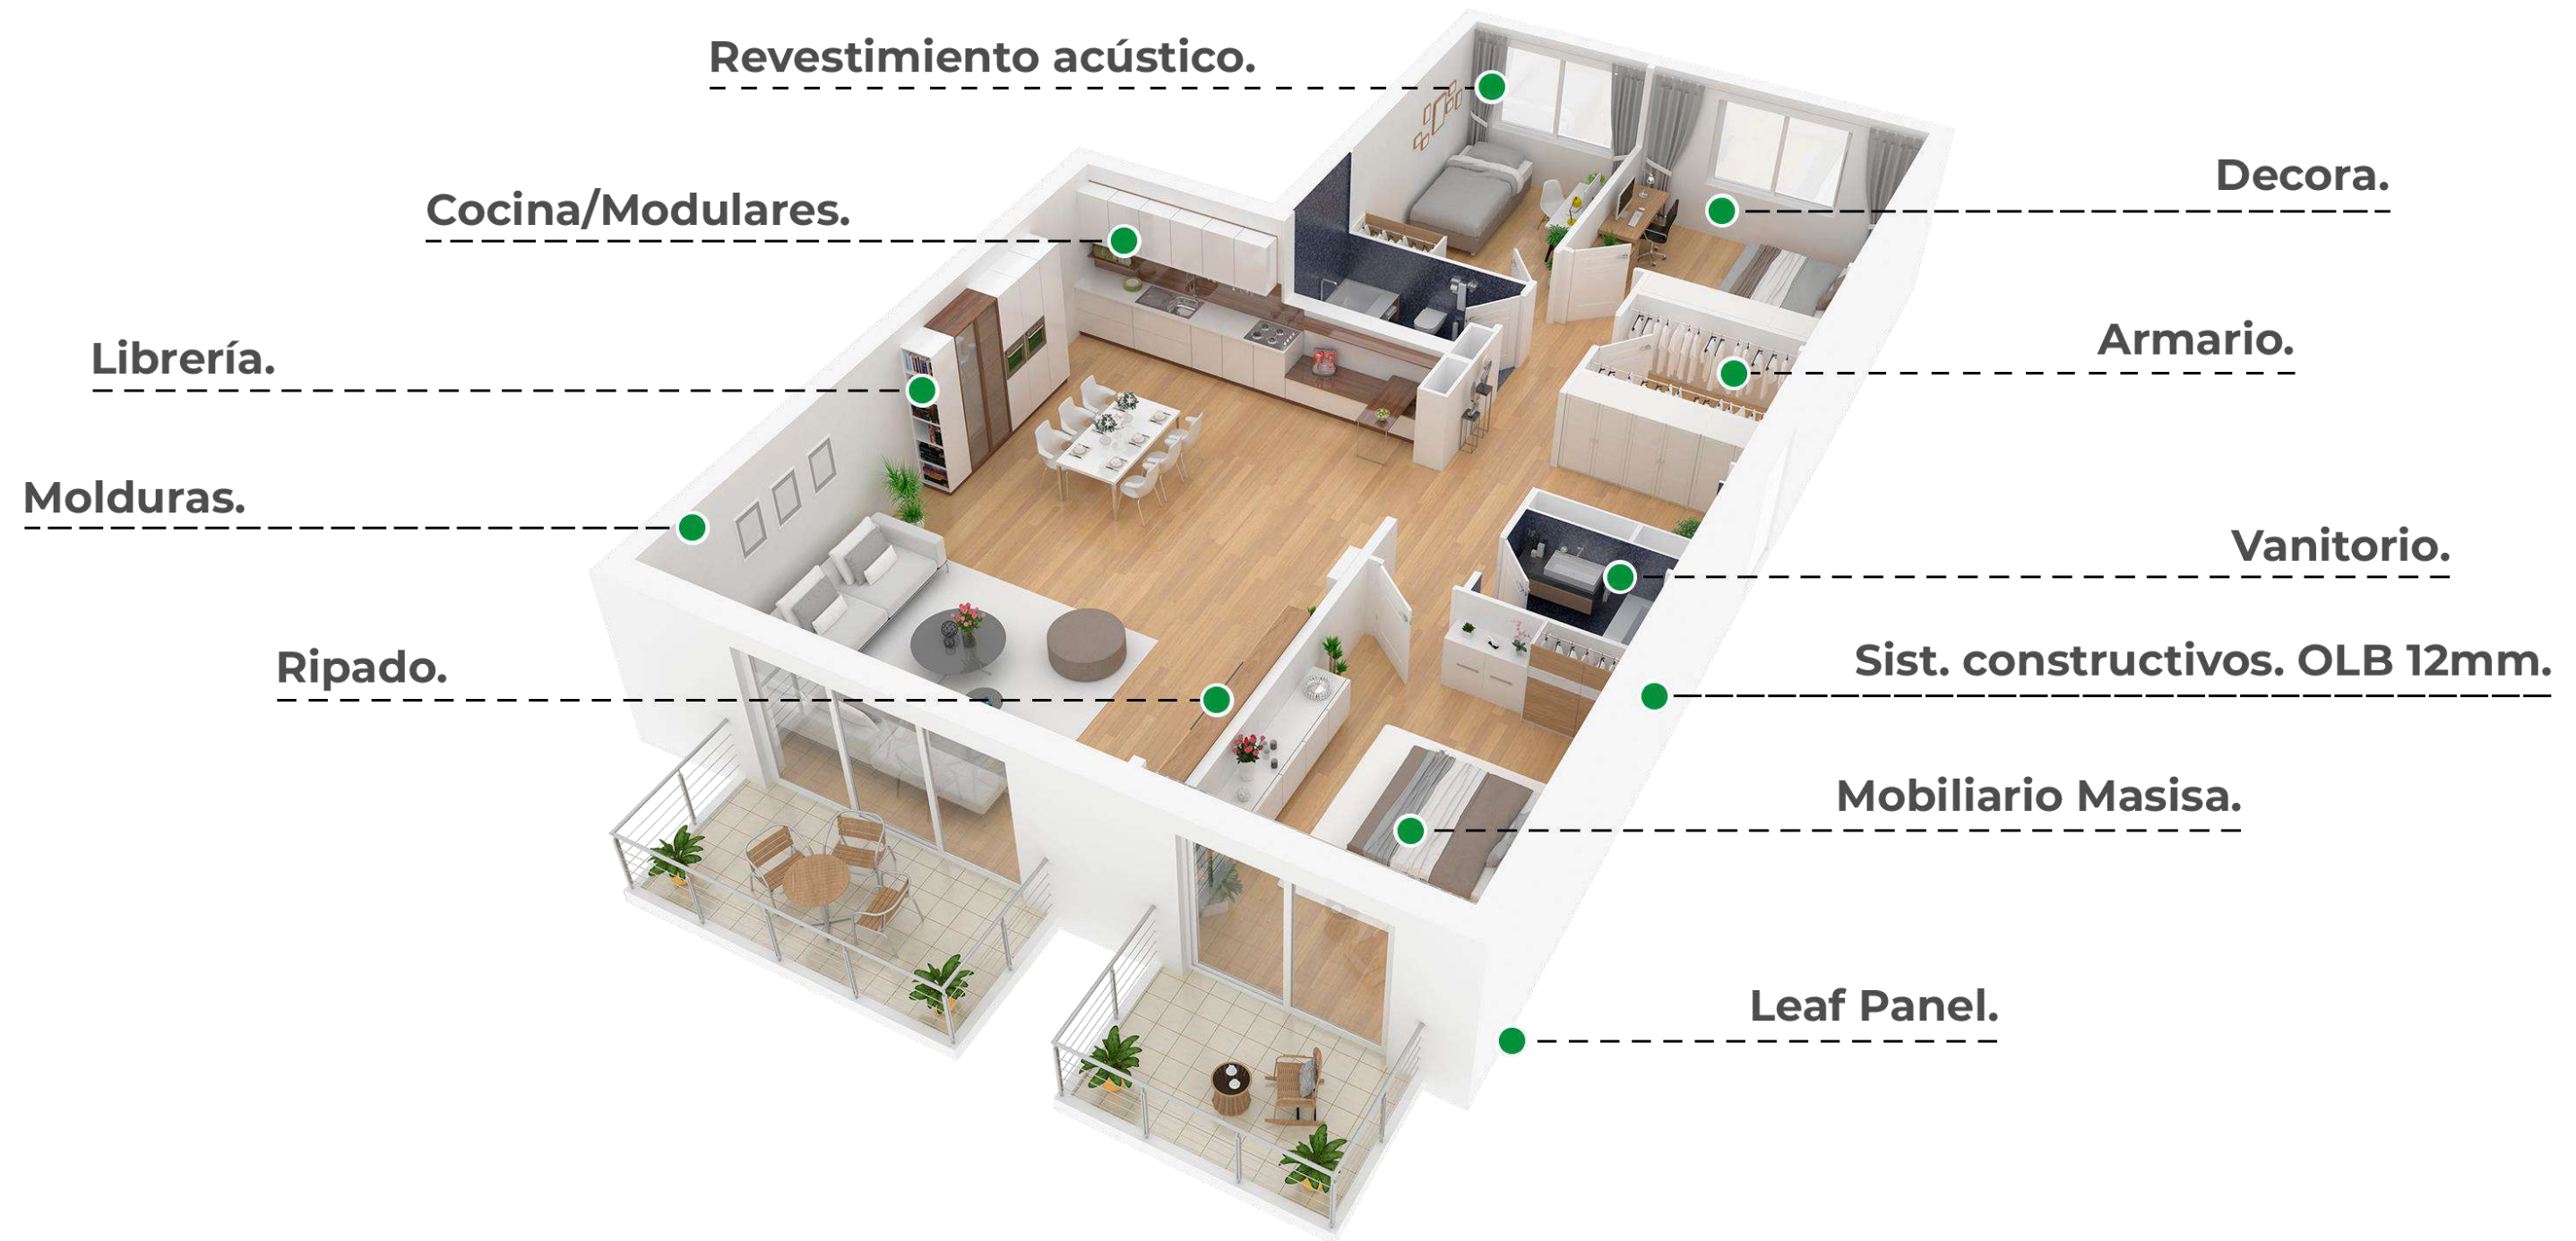 Revestimiento acústico.
Cocina/Modulares.
Librería.
Molduras.
Ripado.
Decora.
Armario.
Vanitorio.
Sist. constructivos. OLB 12mm.
Mobiliario Masisa.
Leaf Panel.